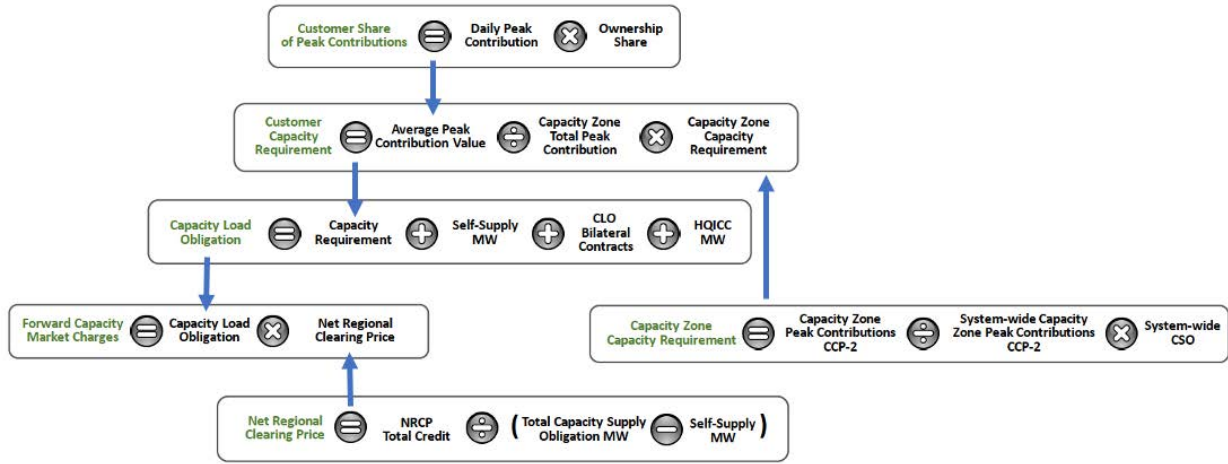 Customer Share
of Peak Contributions
=
Daily Peak
Contribution
×
Ownership
Share
Customer
Capacity
Requirement
=
Average Peak
Contribution Value
÷
Capacity Zone
Total Peak
Contribution
×
Capacity Zone
Capacity
Requirement
Capacity Load
Obligation
=
Capacity
Requirement
+
Self-Supply
MW
+
CLO
Bilateral
Contracts
+
HQICC
MW
Forward Capacity
Market Charges
=
Capacity Load
Obligation
×
Net Regional
Clearing Price
Capacity Zone
Capacity Requirement
=
Capacity Zone
Peak Contributions
CCP-2
÷
System-wide Capacity
Zone Peak Contributions
CCP-2
×
System-wide
CSO
Net Regional
Clearing Price
=
NRCP
Total Credit
÷
( Total Capacity Supply
Obligation MW
−
Self-Supply )
MW